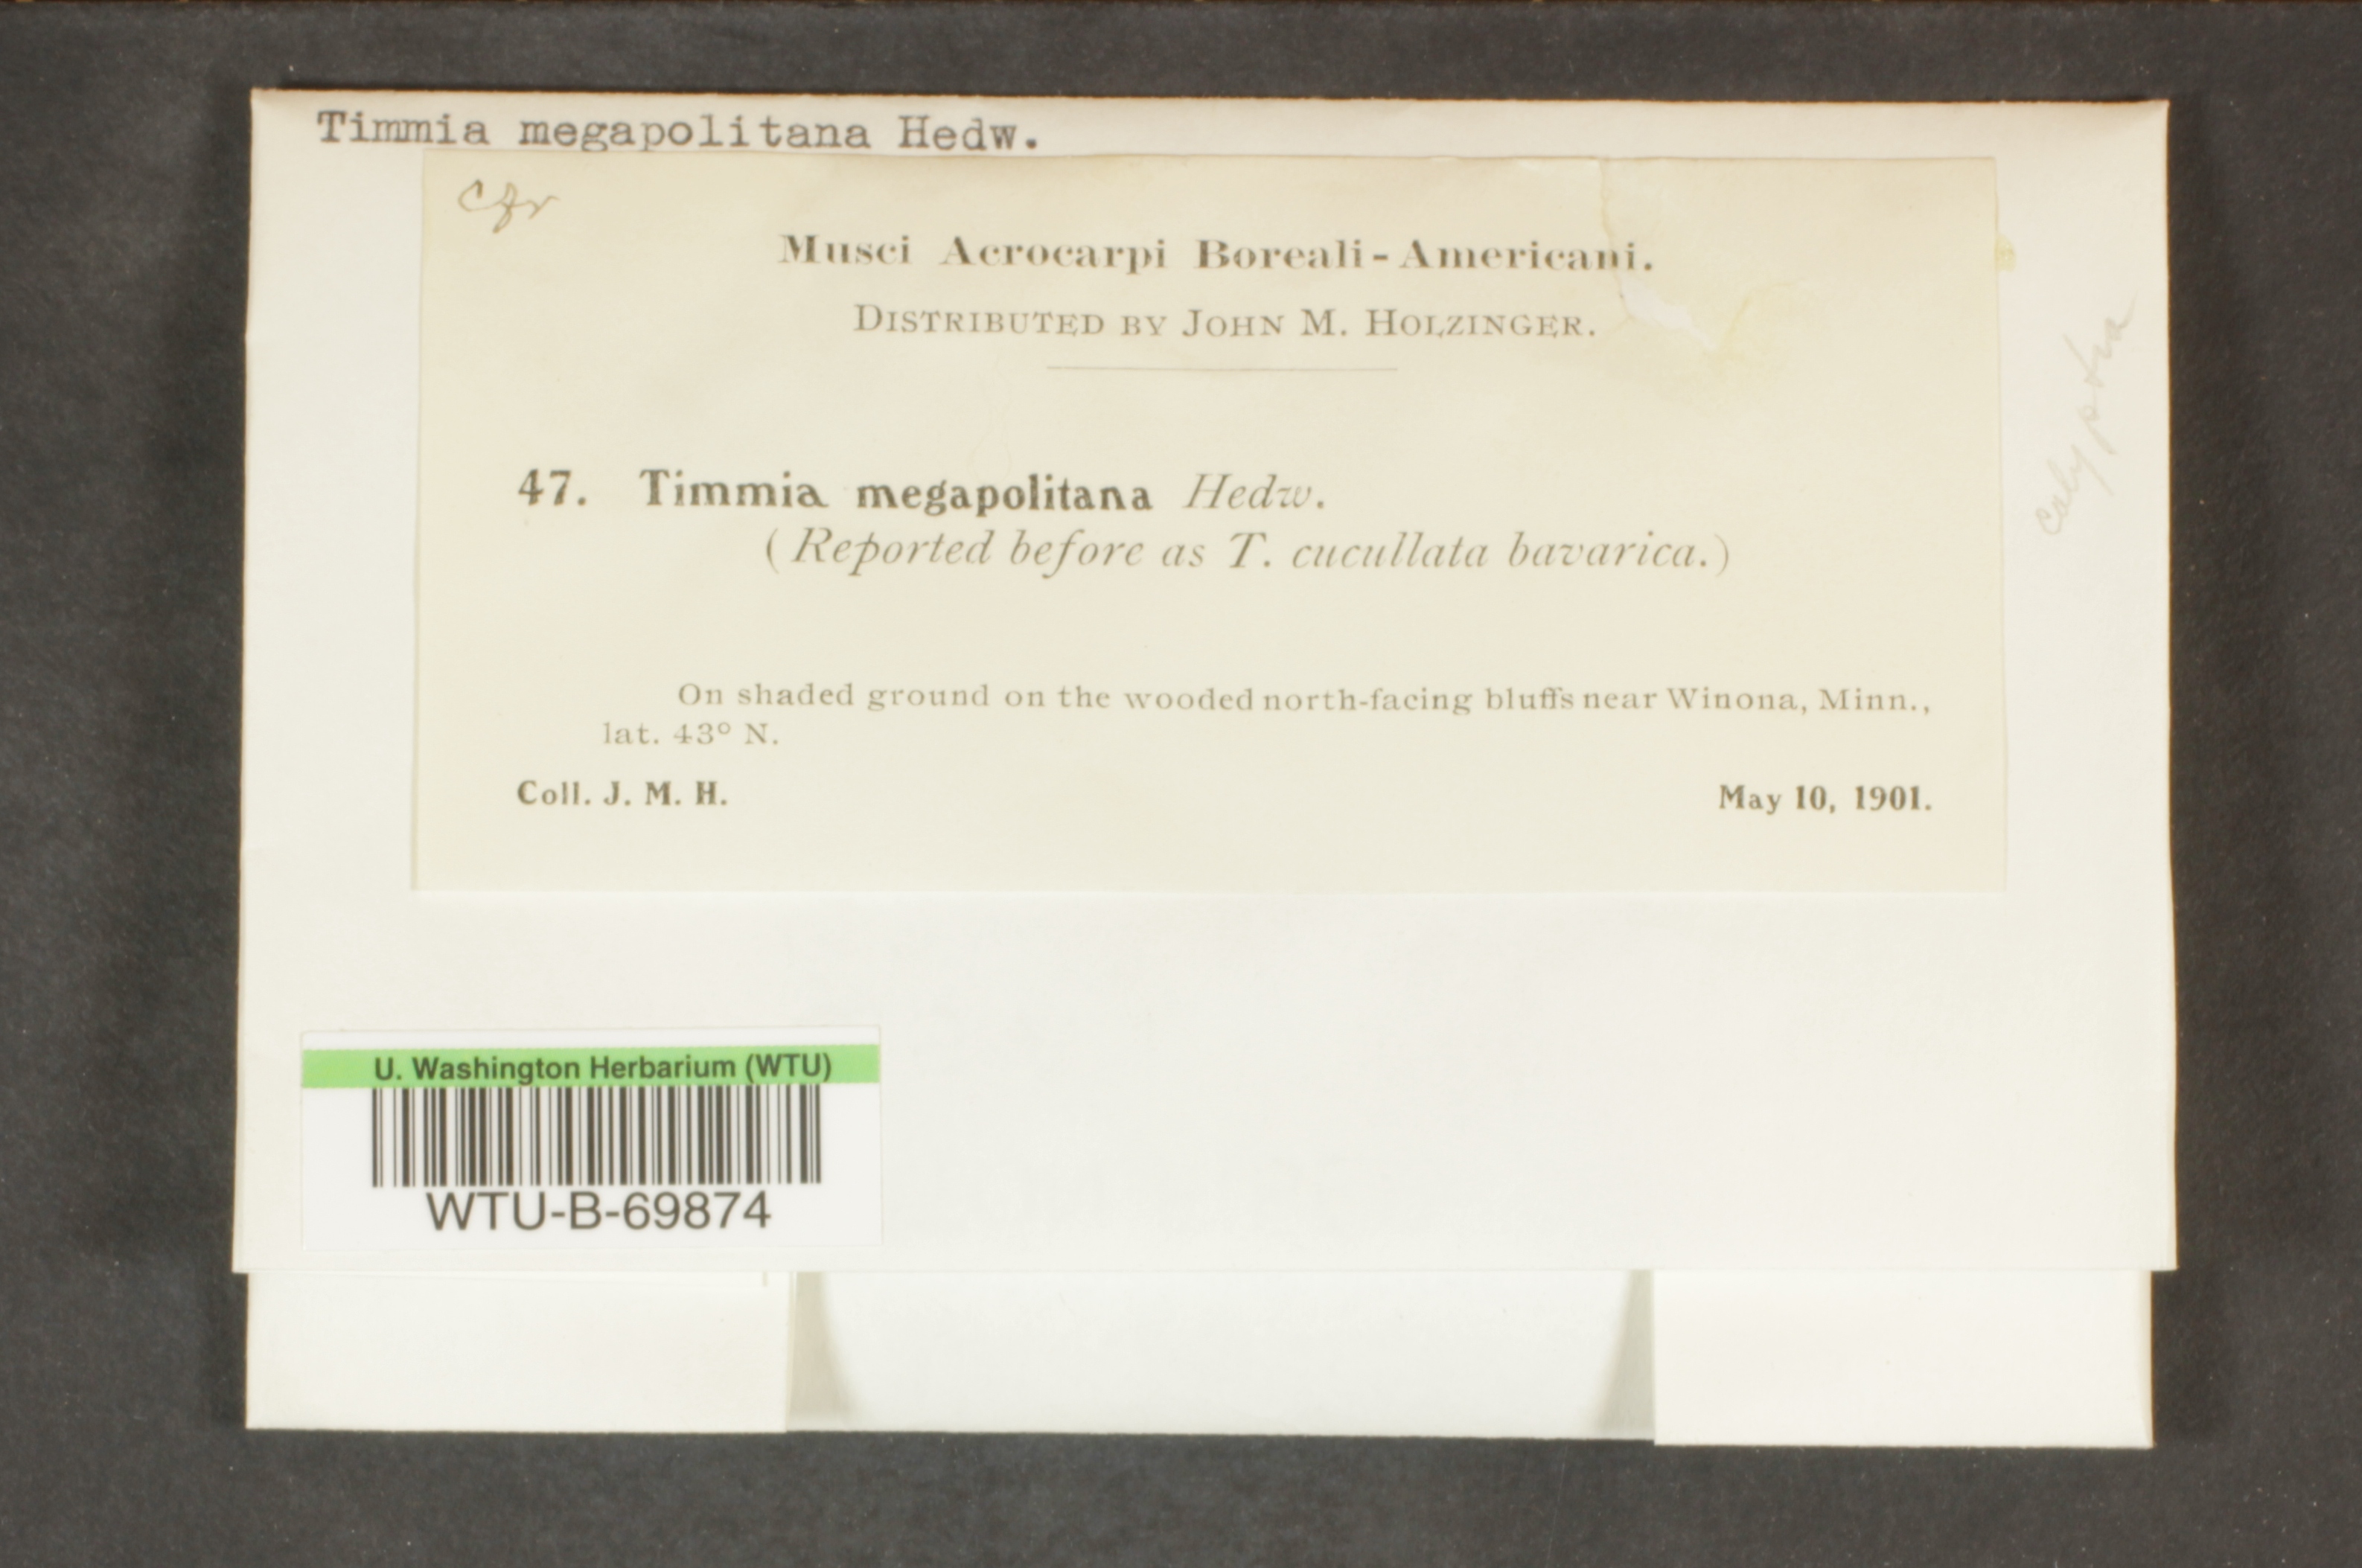 Timmia megapolitana Hedw.
cfr
Musci Acrocarpi Boreali-Americani.
DISTRIBUTED BY JOHN M. HOLZINGER.
47. Timmia megapolitana Hedw.
(Reported before as T. cucullata bavarica.)
On shaded ground on the wooded north-facing bluffs near Winona, Minn.,
lat. 43° N.
Coll. J. M. H.
May 10, 1901.
calyptra
U. Washington Herbarium (WTU)
WTU-B-69874